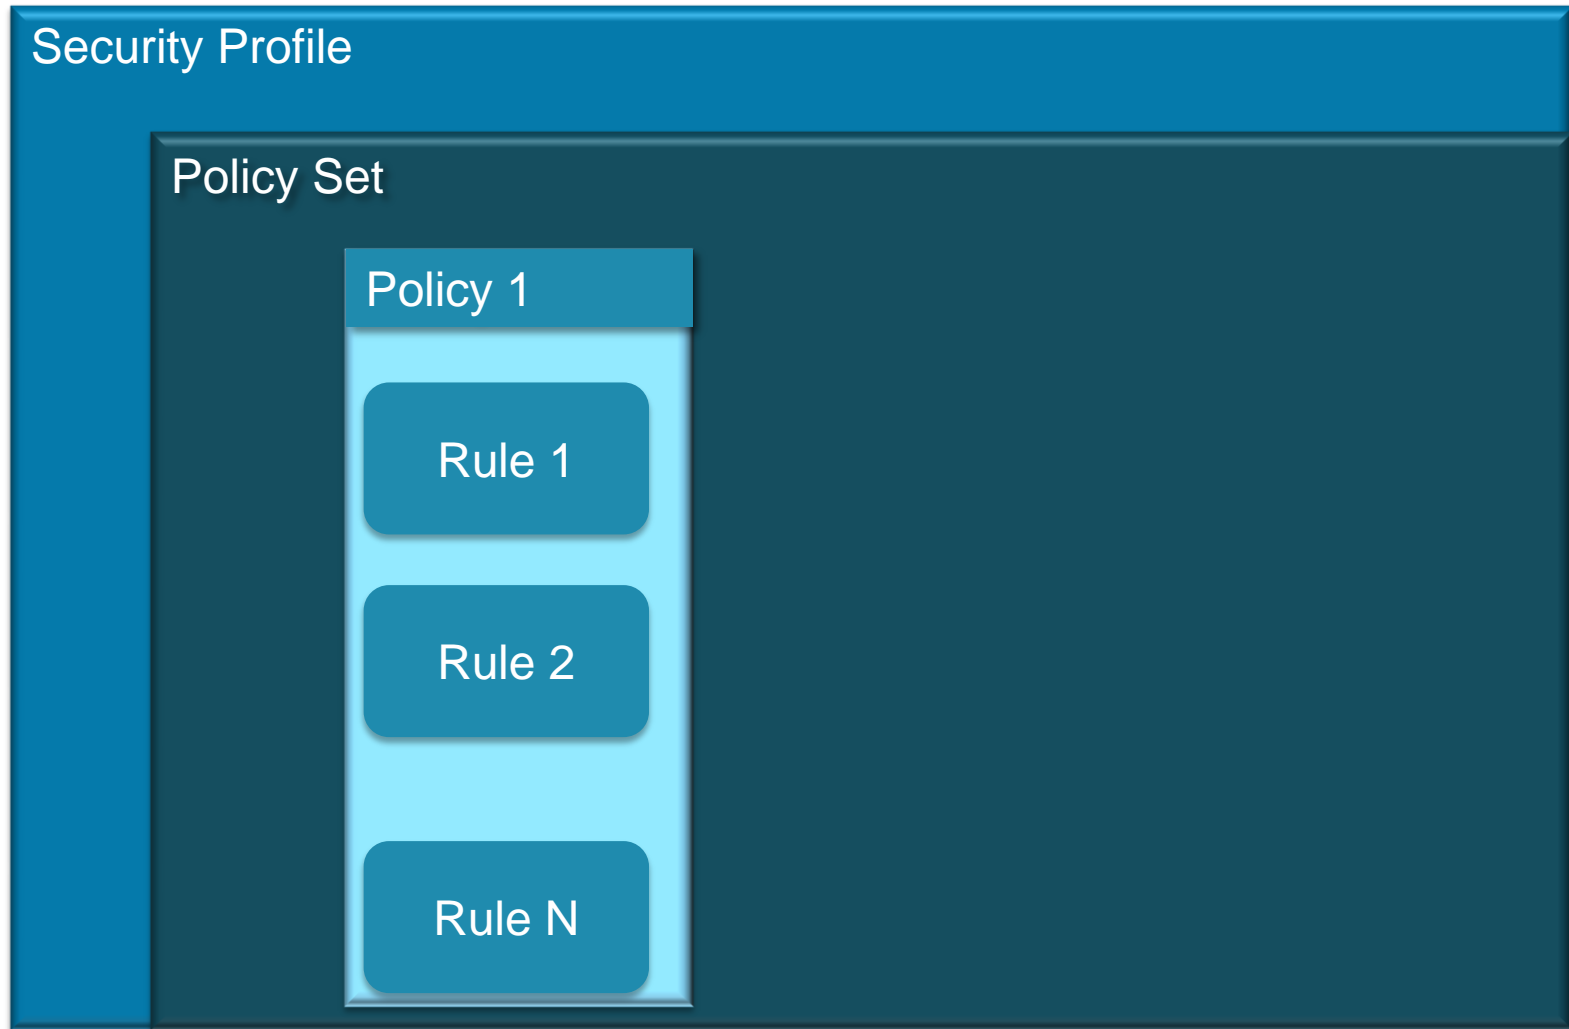 Security Profile
Policy Set
Policy 1
Rule 1
Rule 2
Rule N